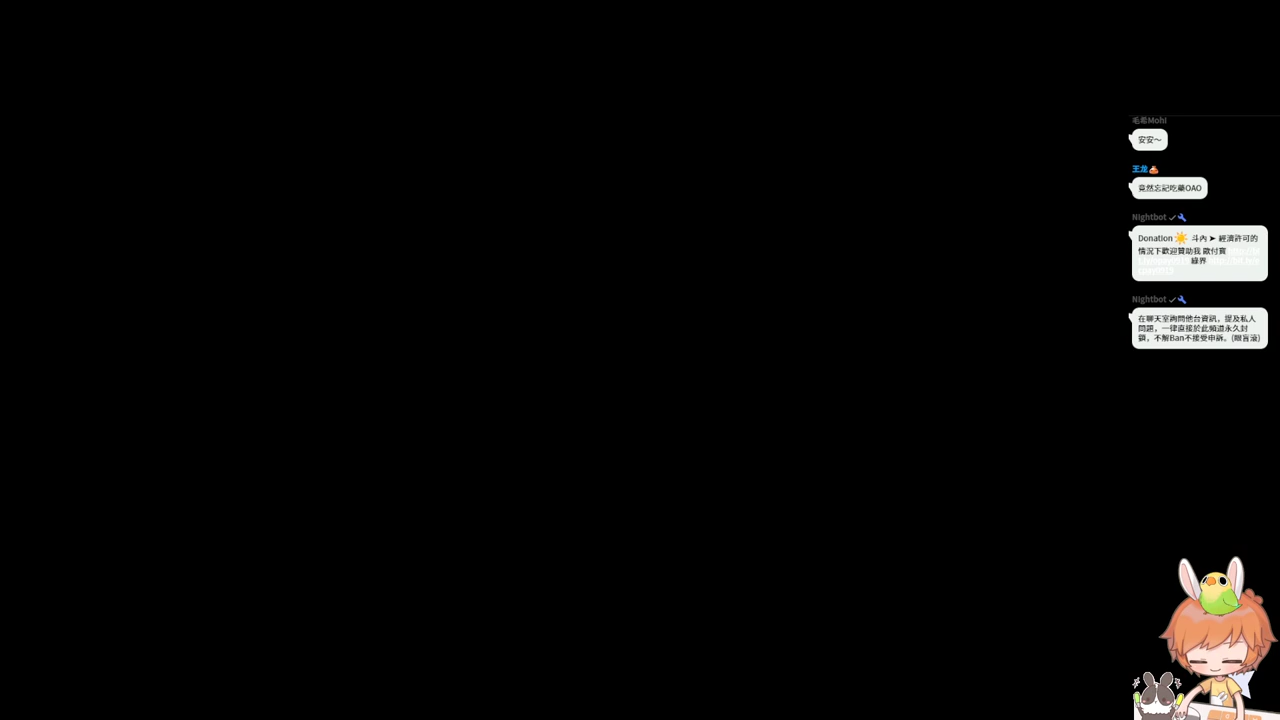 毛希Mohi
安安～
王龙
竟然忘記吃藥OAO
Nightbot
Donation ☀ 斗內 ➤ 經濟許可的
情況下歡迎贊助我 歐付寶
綠界
Nightbot
在聊天室詢問他台資訊，提及私人
問題，一律直接於此頻道永久封
鎖，不解Ban不接受申訴。(眼盲滾)